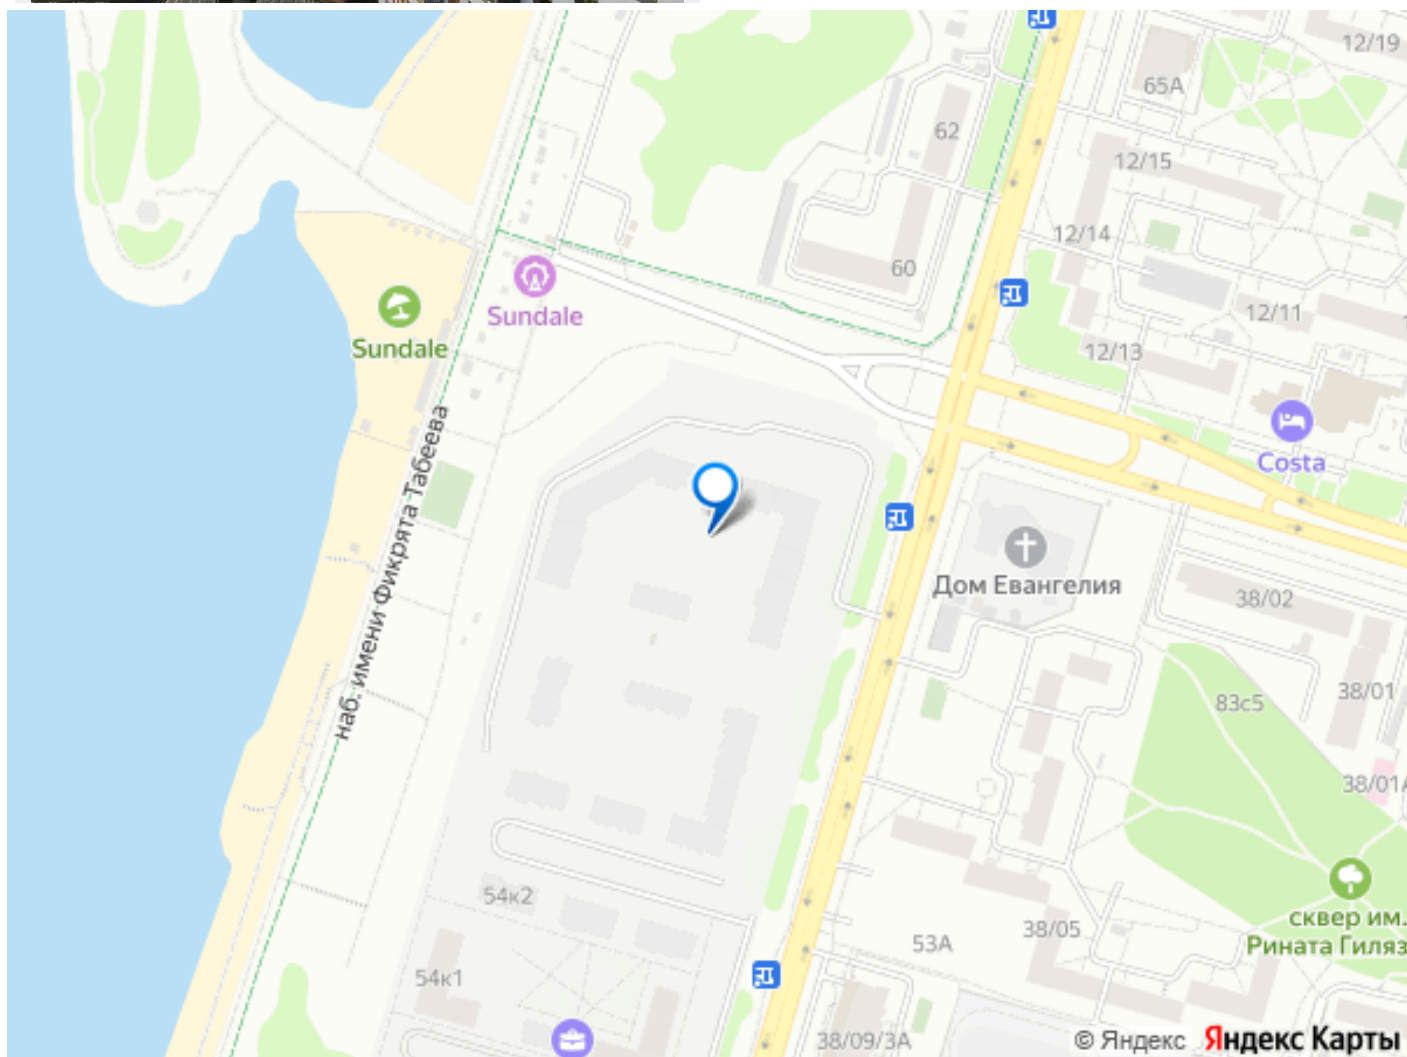 12/19
65А
62
12/15
12/14
60
Sundale
12/11
Sundale
12/13
наб. имени Фикрята Табеева
Costa
Дом Евангелия
38/02
38/01
83с5
38/01А
54к2
сквер им.
Рината Гиляз
53А
38/05
54к1
38/09/3А
© Яндекс Яндекс Карты